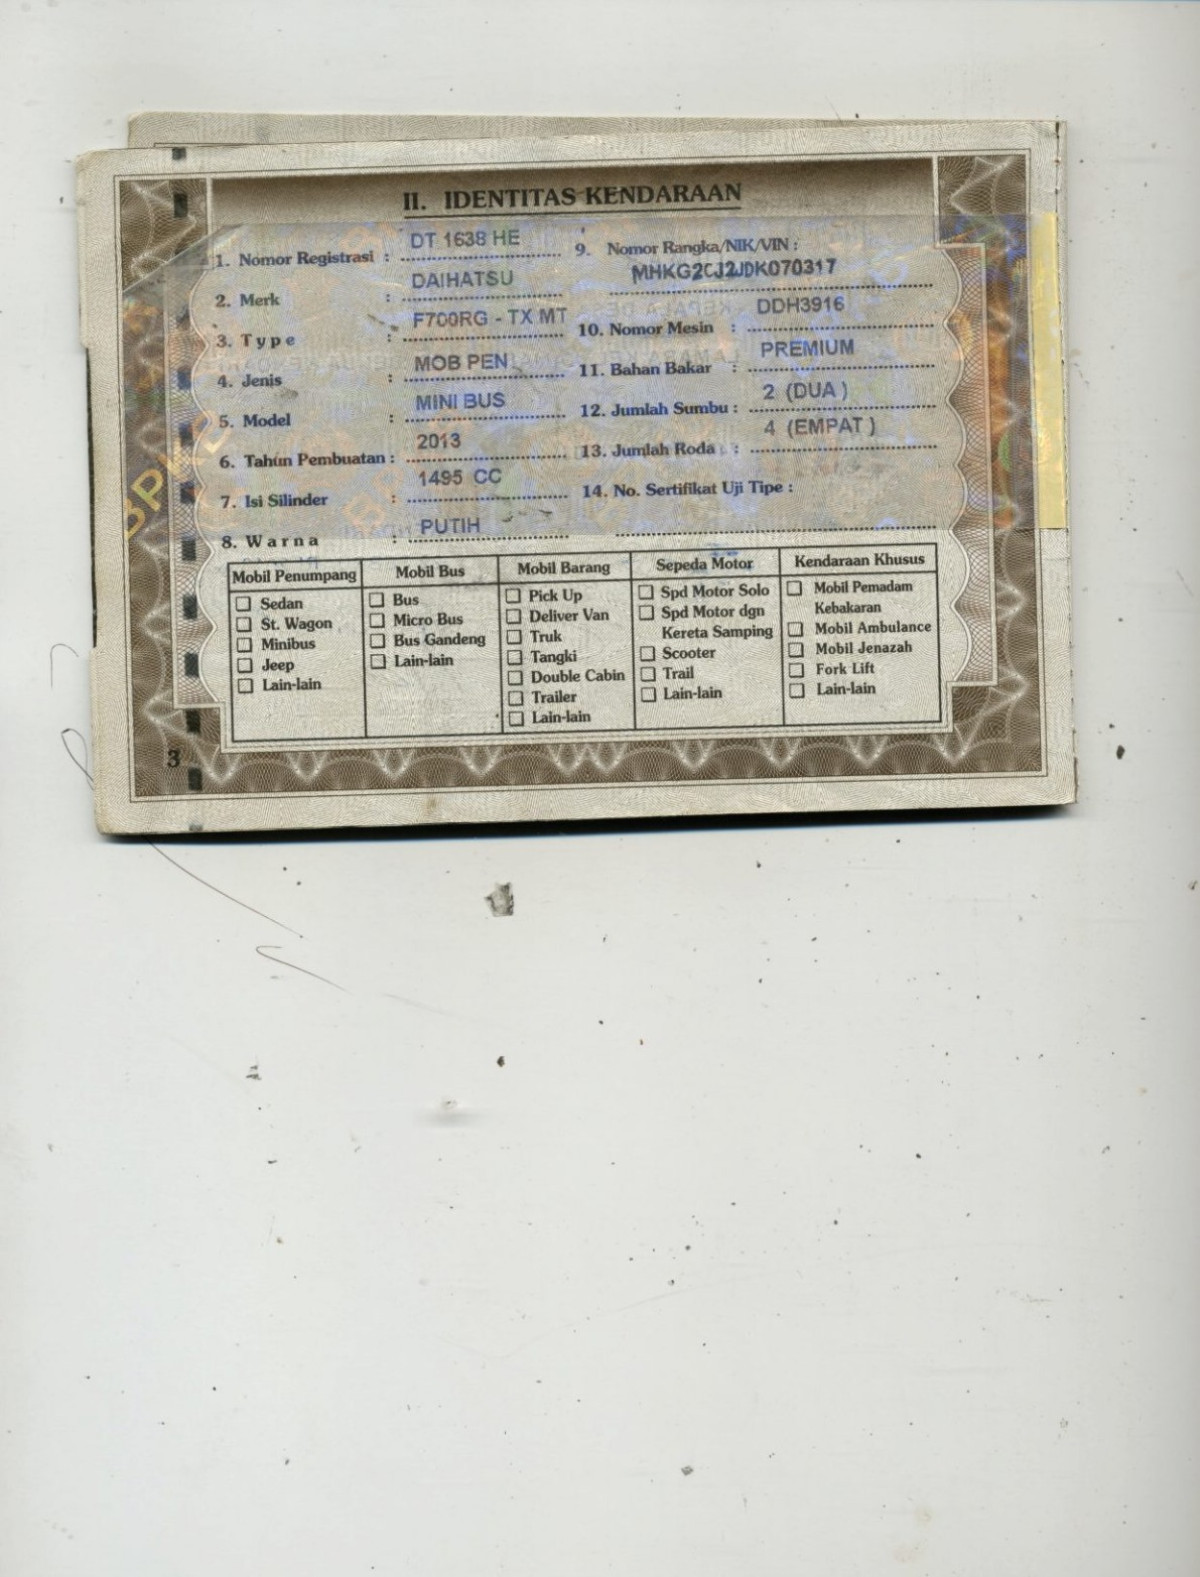 II. IDENTITAS KENDARAAN
1. Nomor Registrasi : DT 1638 HE
2. Merk : DAIHATSU
3. Type : F700RG - TX MT
4. Jenis : MOB PEN
5. Model : MINI BUS
6. Tahun Pembuatan : 2013
7. Isi Silinder : 1495 CC
8. Warna : PUTIH
9. Nomor Rangka/NIK/VIN :
MHKG2CJ2JDK070317
10. Nomor Mesin : DDH3916
11. Bahan Bakar : PREMIUM
12. Jumlah Sumbu : 2 (DUA)
13. Jumlah Roda : 4 (EMPAT)
14. No. Sertifikat Uji Tipe :
Mobil Penumpang
Sedan
St. Wagon
Minibus
Jeep
Lain-lain
Mobil Bus
Bus
Micro Bus
Bus Gandeng
Lain-lain
Mobil Barang
Pick Up
Deliver Van
Truk
Tangki
Double Cabin
Trailer
Lain-lain
Sepeda Motor
Spd Motor Solo
Spd Motor dgn
Kereta Samping
Scooter
Trail
Lain-lain
Kendaraan Khusus
Mobil Pemadam
Kebakaran
Mobil Ambulance
Mobil Jenazah
Fork Lift
Lain-lain
3